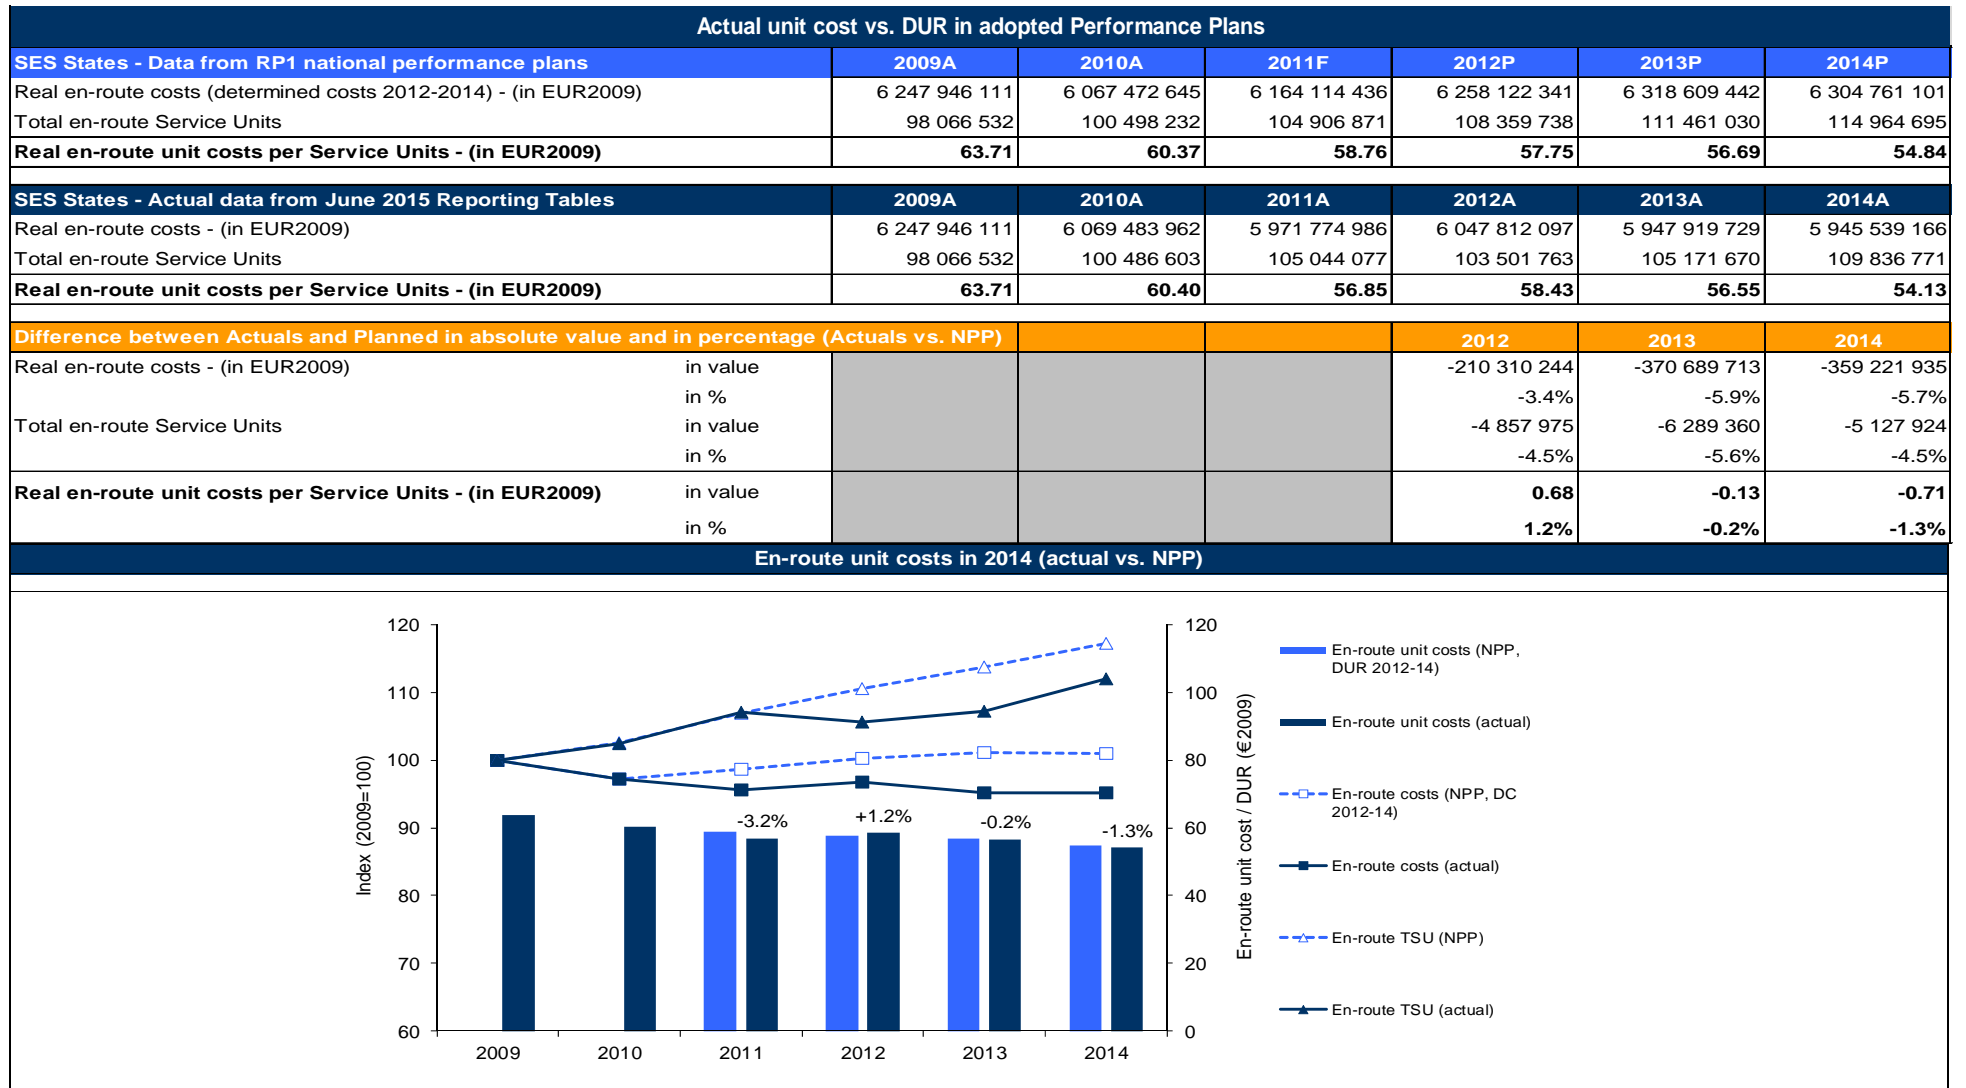 Actual unit cost vs. DUR in adopted Performance Plans
SES States - Data from RP1 national performance plans 2009A 2010A 2011F 2012P 2013P 2014P
Real en-route costs (determined costs 2012-2014) - (in EUR2009) 6 247 946 111 6 067 472 645 6 164 114 436 6 258 122 341 6 318 609 442 6 304 761 101
Total en-route Service Units 98 066 532 100 498 232 104 906 871 108 359 738 111 461 030 114 964 695
Real en-route unit costs per Service Units - (in EUR2009) 63.71 60.37 58.76 57.75 56.69 54.84
SES States - Actual data from June 2015 Reporting Tables 2009A 2010A 2011A 2012A 2013A 2014A
Real en-route costs - (in EUR2009) 6 247 946 111 6 069 483 962 5 971 774 986 6 047 812 097 5 947 919 729 5 945 539 166
Total en-route Service Units 98 066 532 100 486 603 105 044 077 103 501 763 105 171 670 109 836 771
Real en-route unit costs per Service Units - (in EUR2009) 63.71 60.40 56.85 58.43 56.55 54.13
Difference between Actuals and Planned in absolute value and in percentage (Actuals vs. NPP) 2012 2013 2014
Real en-route costs - (in EUR2009) in value -210 310 244 -370 689 713 -359 221 935
in % -3.4% -5.9% -5.7%
Total en-route Service Units in value -4 857 975 -6 289 360 -5 127 924
in % -4.5% -5.6% -4.5%
Real en-route unit costs per Service Units - (in EUR2009) in value 0.68 -0.13 -0.71
in % 1.2% -0.2% -1.3%
En-route unit costs in 2014 (actual vs. NPP)
Index (2009=100)
120
110
100
90
80
70
60
-3.2% +1.2% -0.2% -1.3%
2009 2010 2011 2012 2013 2014
120
100
80
60
40
20
0
En-route unit cost / DUR (€2009)
En-route unit costs (NPP,
DUR 2012-14)
En-route unit costs (actual)
En-route costs (NPP, DC
2012-14)
En-route costs (actual)
En-route TSU (NPP)
En-route TSU (actual)